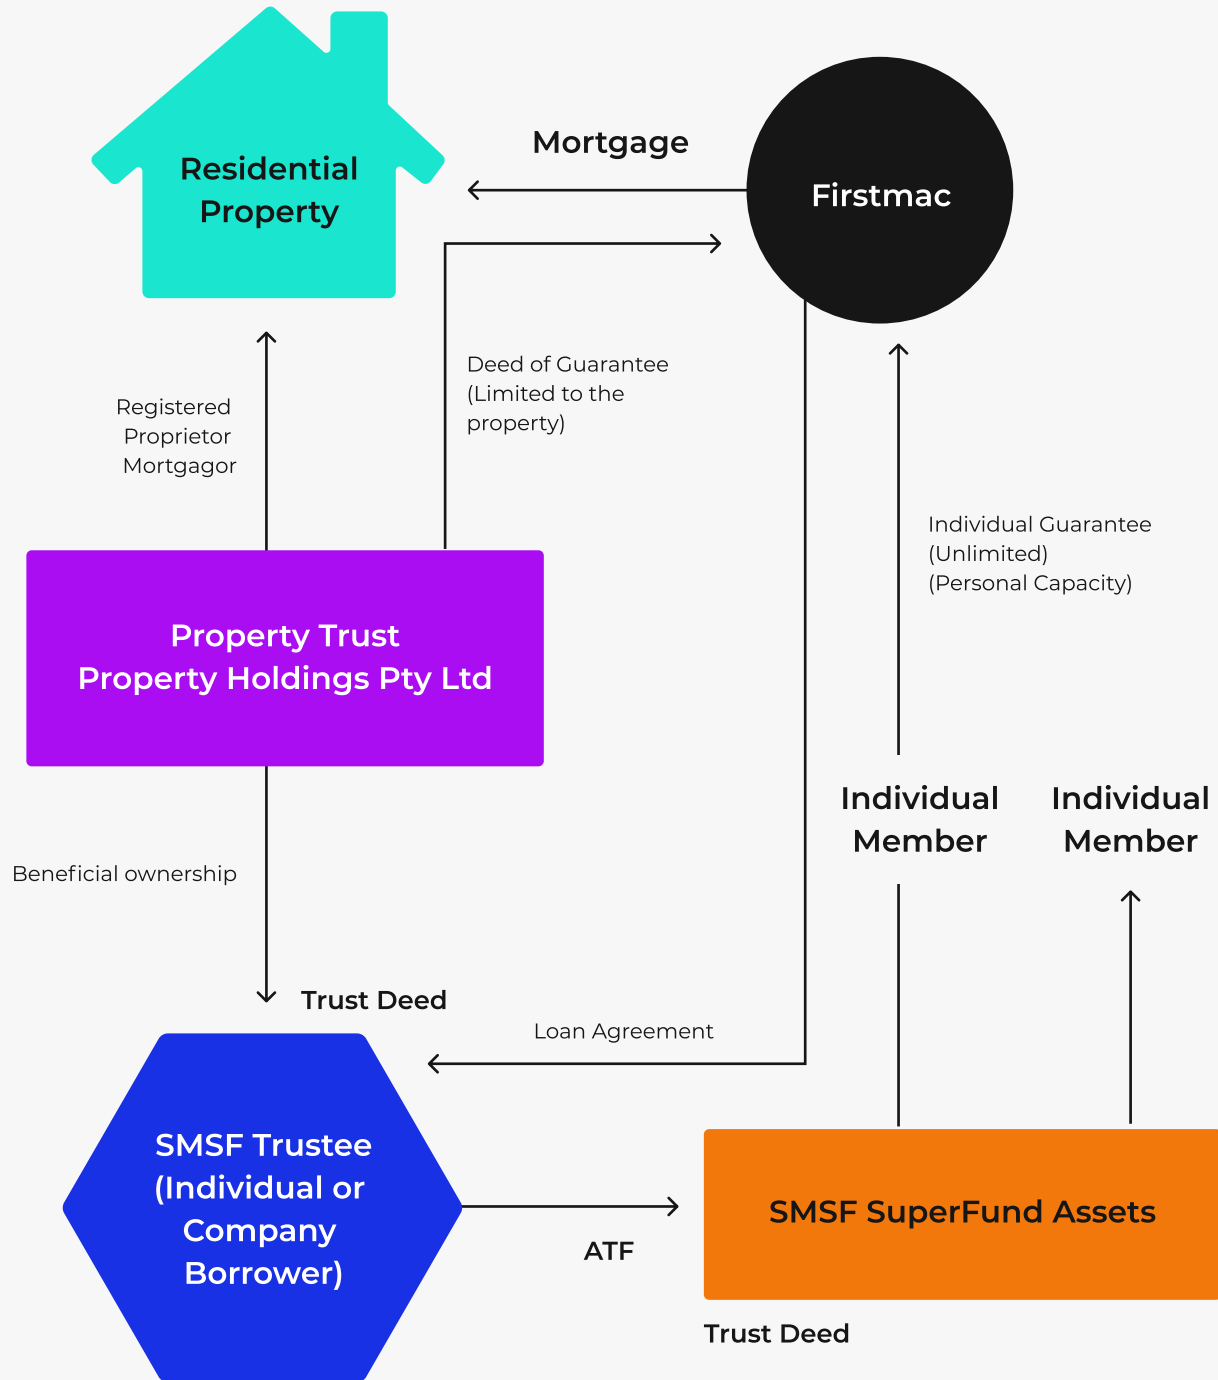 Residential
Property
Mortgage
Firstmac
Deed of Guarantee
(Limited to the
property)
Registered
Proprietor
Mortgagor
Individual Guarantee
(Unlimited)
(Personal Capacity)
Property Trust
Property Holdings Pty Ltd
Individual
Member
Individual
Member
Beneficial ownership
Trust Deed
Loan Agreement
SMSF Trustee
(Individual or
Company
Borrower)
ATF
SMSF SuperFund Assets
Trust Deed